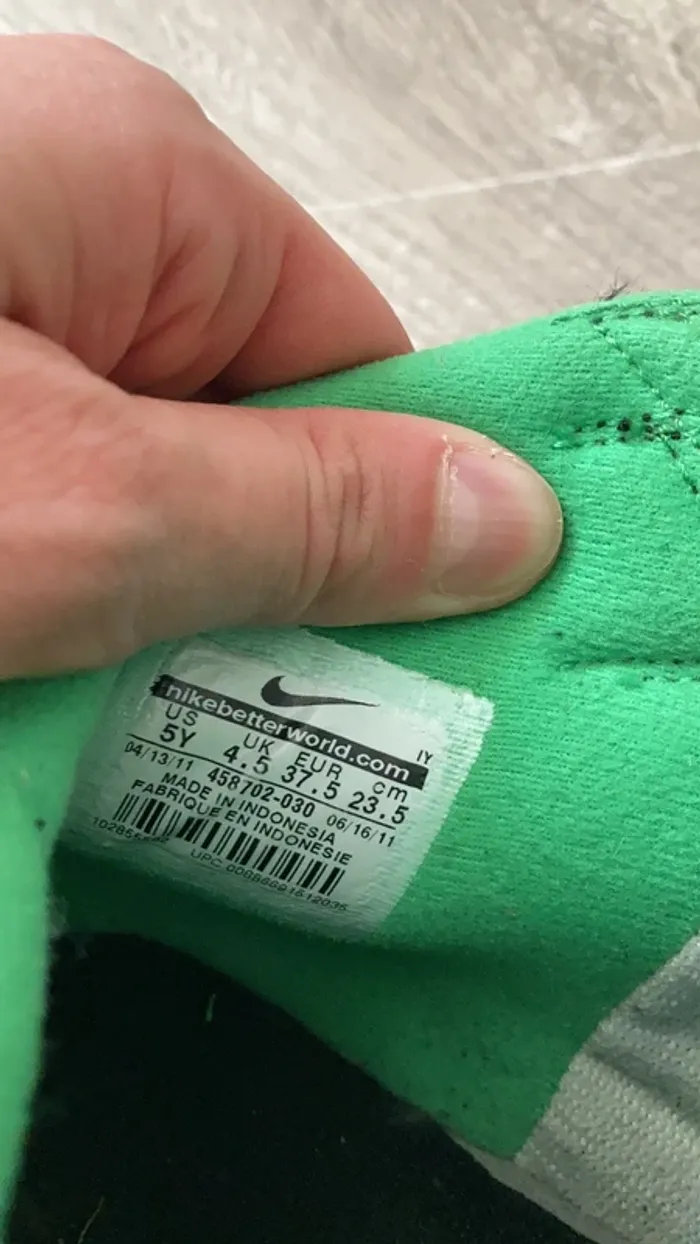 nikebetterworld.com
IY
US UK EUR cm
5Y 4.5 37.5 23.5
04/13/11 458702-030 06/16/11
MADE IN INDONESIA
FABRIQUE EN INDONESIE